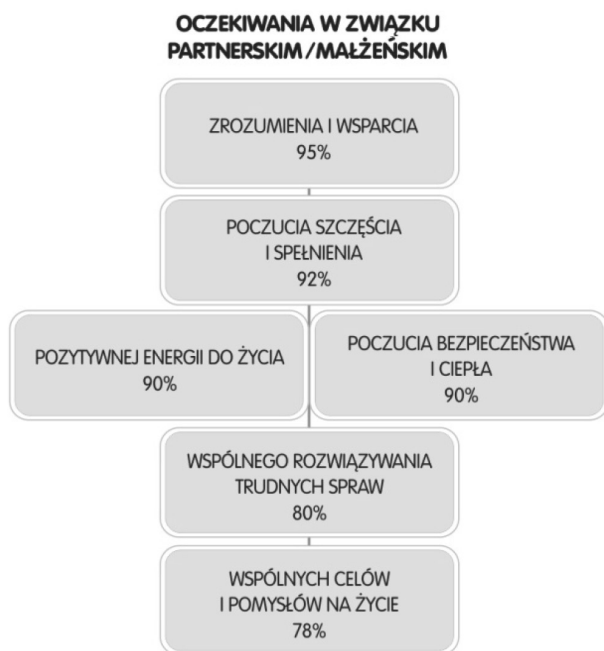 OCZEKIWANIA W ZWIĄZKU
PARTNERSKIM/MAŁŻEŃSKIM
ZROZUMIENIA I WSPARCIA
95%
POCZUCIA SZCZĘŚCIA
I SPEŁNIENIA
92%
POZYTYWNEJ ENERGII DO ŻYCIA
90%
POCZUCIA BEZPIECZEŃSTWA
I CIEPŁA
90%
WSPÓLNEGO ROZWIĄZYWANIA
TRUDNYCH SPRAW
80%
WSPÓLNYCH CELÓW
I POMYSŁÓW NA ŻYCIE
78%